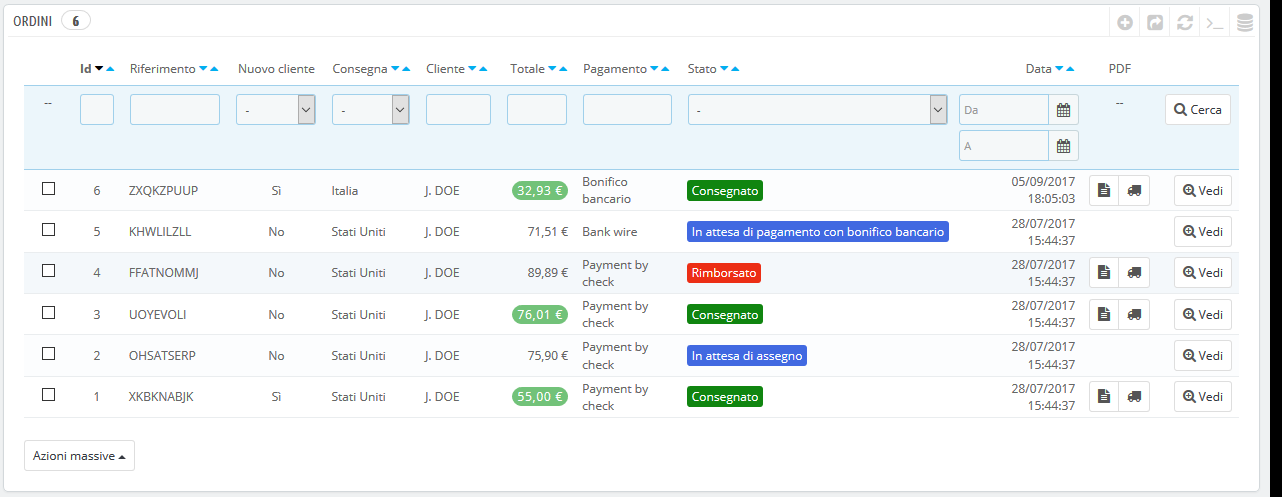 ORDINI 6
Id Riferimento Nuovo cliente Consegna Cliente Totale Pagamento Stato Data PDF
-- - - - Da -- Cerca
A
6 ZXQKZPUUP Sì Italia J. DOE 32,93 € Bonifico bancario Consegnato 05/09/2017 18:05:03 Vedi
5 KHWLILZLL No Stati Uniti J. DOE 71,51 € Bank wire In attesa di pagamento con bonifico bancario 28/07/2017 15:44:37 Vedi
4 FFATNOMMJ No Stati Uniti J. DOE 89,89 € Payment by check Rimborsato 28/07/2017 15:44:37 Vedi
3 UOYEVOLI No Stati Uniti J. DOE 76,01 € Payment by check Consegnato 28/07/2017 15:44:37 Vedi
2 OHSATSERP No Stati Uniti J. DOE 75,90 € Payment by check In attesa di assegno 28/07/2017 15:44:37 Vedi
1 XKBKNABJK Sì Stati Uniti J. DOE 55,00 € Payment by check Consegnato 28/07/2017 15:44:37 Vedi
Azioni massive